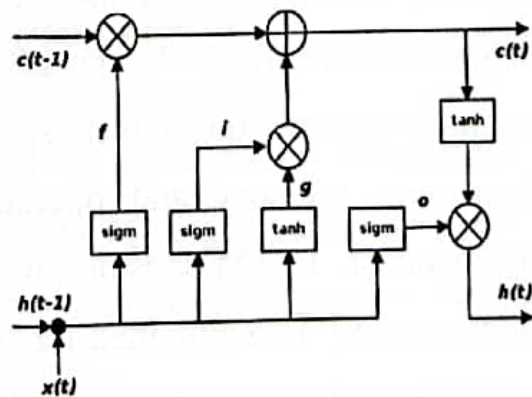 c(t-1)
c(t)
tanh
f
i
g
o
sigm
sigm
tanh
sigm
h(t-1)
h(t)
x(t)